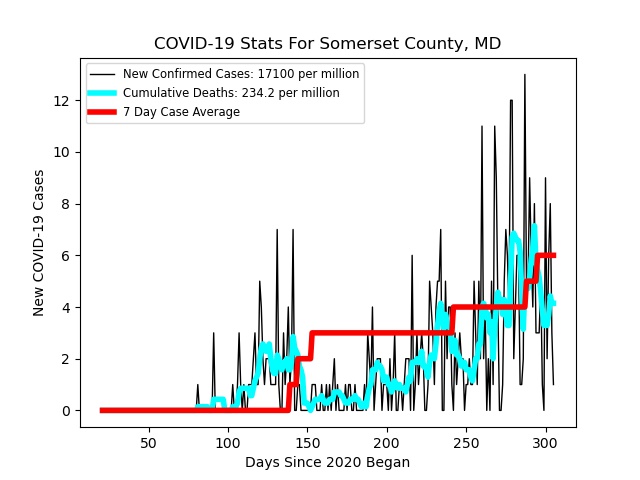 COVID-19 Stats For Somerset County, MD
New Confirmed Cases: 17100 per million
Cumulative Deaths: 234.2 per million
7 Day Case Average
12
10
8
6
4
2
0
New COVID-19 Cases
50 100 150 200 250 300
Days Since 2020 Began